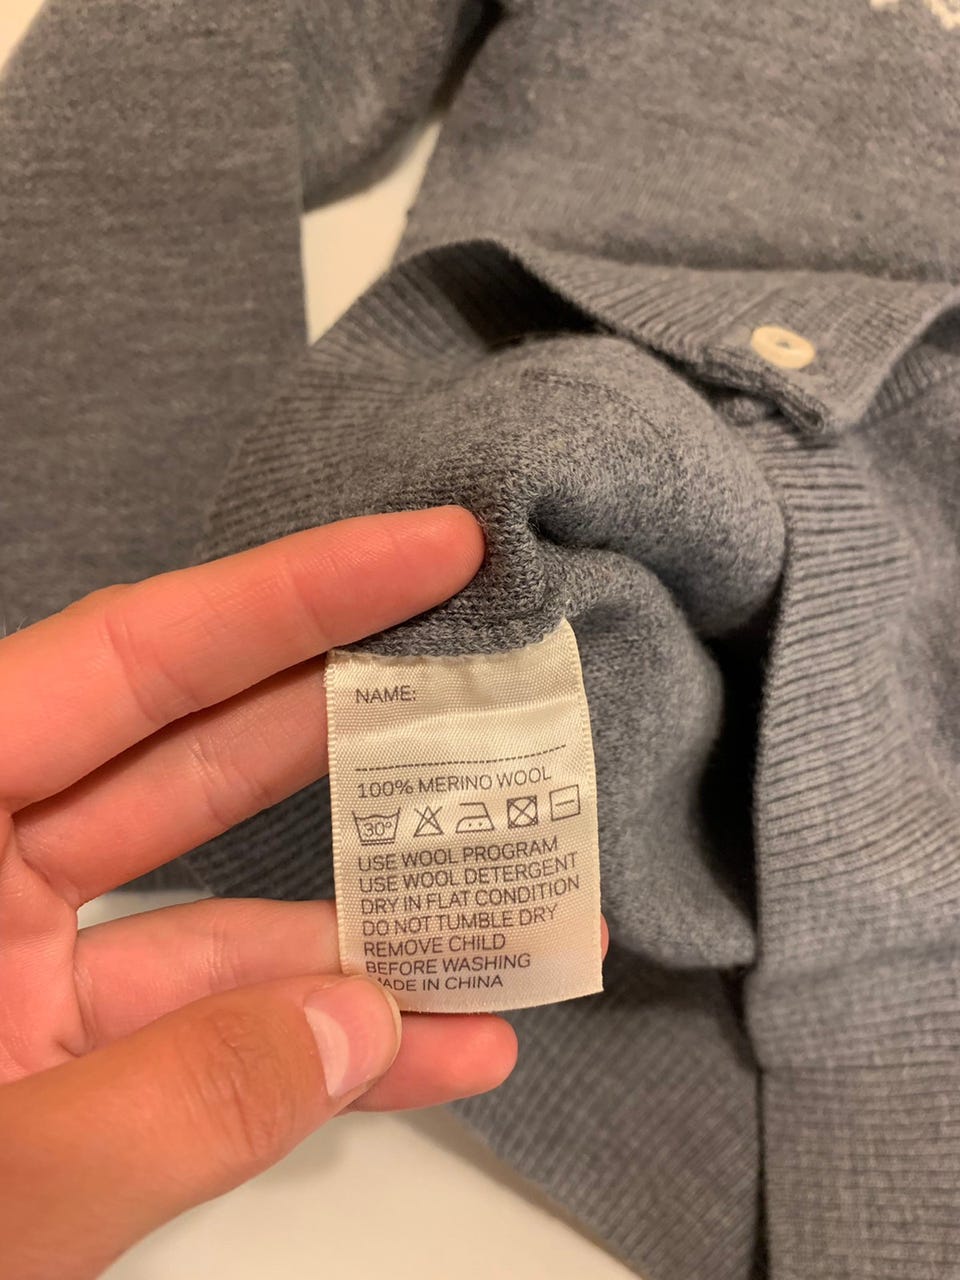 NAME:
100% MERINO WOOL
30°
USE WOOL PROGRAM
USE WOOL DETERGENT
DRY IN FLAT CONDITION
DO NOT TUMBLE DRY
REMOVE CHILD
BEFORE WASHING
MADE IN CHINA